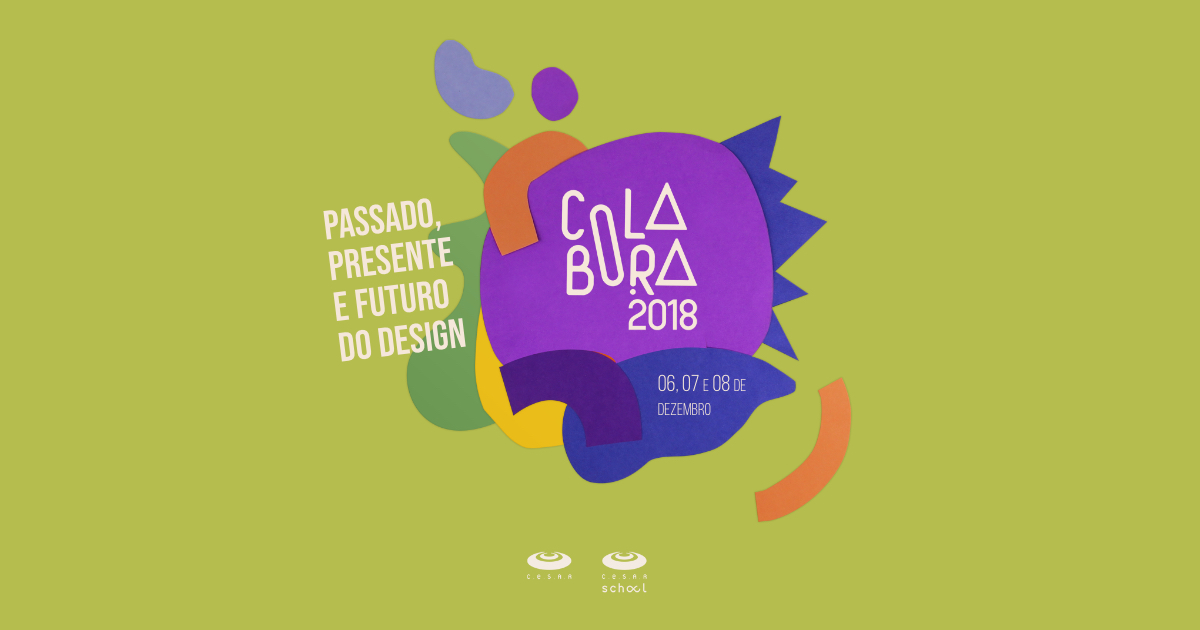 PASSADO,
PRESENTE
E FUTURO
DO DESIGN
COLA
BORA
2018
06, 07 E 08 DE
DEZEMBRO
CESAR
CESAR
school